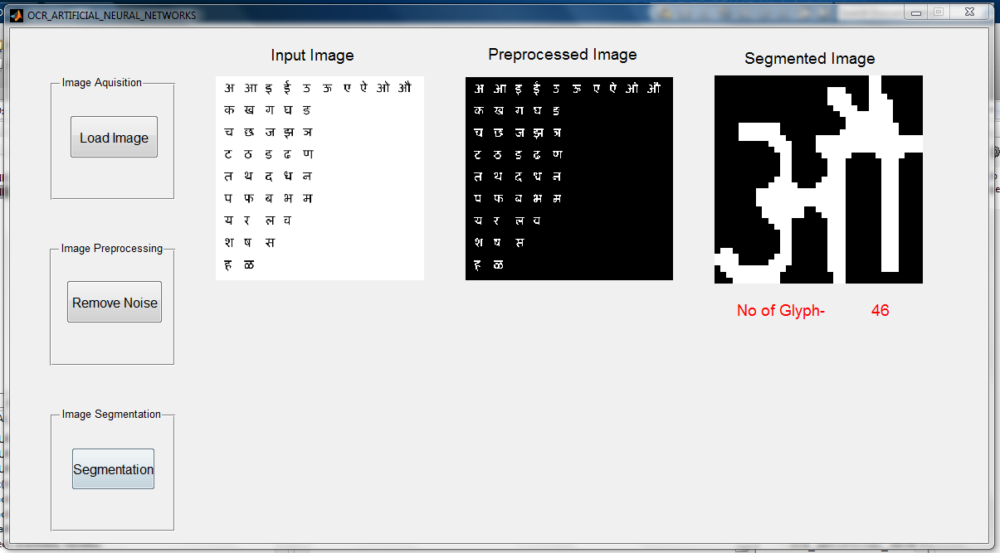 OCR_ARTIFICIAL_NEURAL_NETWORKS
Image Aquisition
Load Image
Image Preprocessing
Remove Noise
Image Segmentation
Segmentation
Input Image
अ आ इ ई उ ऊ ए ऐ ओ औ
क ख ग घ ड
च छ ज झ ञ
ट ठ ड ढ ण
त थ द ध न
प फ ब भ म
य र ल व
श ष स
ह ळ
Preprocessed Image
अ आ इ ई उ ऊ ए ऐ ओ औ
क ख ग घ ड
च छ ज झ ञ
ट ठ ड ढ ण
त थ द ध न
प फ ब भ म
य र ल व
श ष स
ह ळ
Segmented Image
औ
No of Glyph- 46